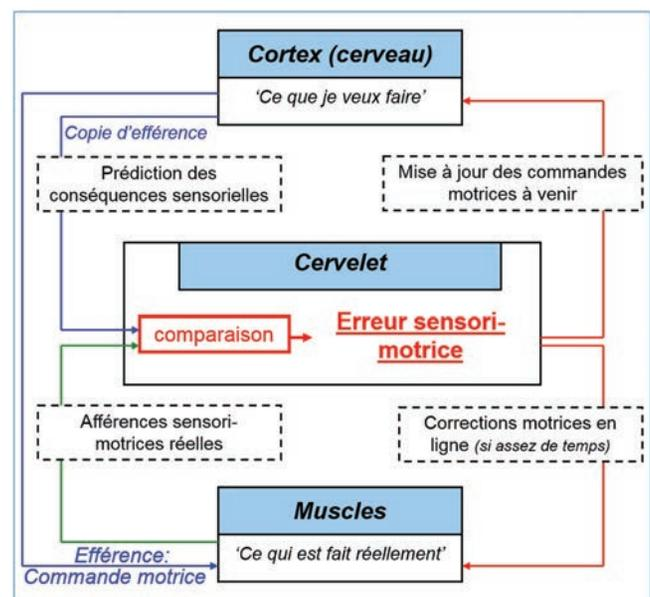 Cortex (cerveau)
'Ce que je veux faire'
Copie d'efférence
Prédiction des
conséquences sensorielles
Mise à jour des commandes
motrices à venir
Cervelet
comparaison
Erreur sensori-
motrice
Afférences sensori-
motrices réelles
Corrections motrices en
ligne (si assez de temps)
Muscles
'Ce qui est fait réellement'
Efférence:
Commande motrice